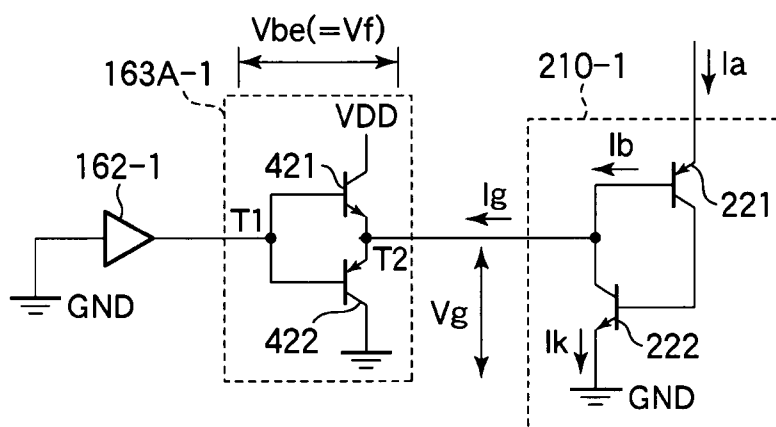 Vbe(=Vf)
163A-1
210-1
Ia
VDD
162-1
421
Ib
Ig
221
T1
T2
GND
Vg
422
Ik
222
GND